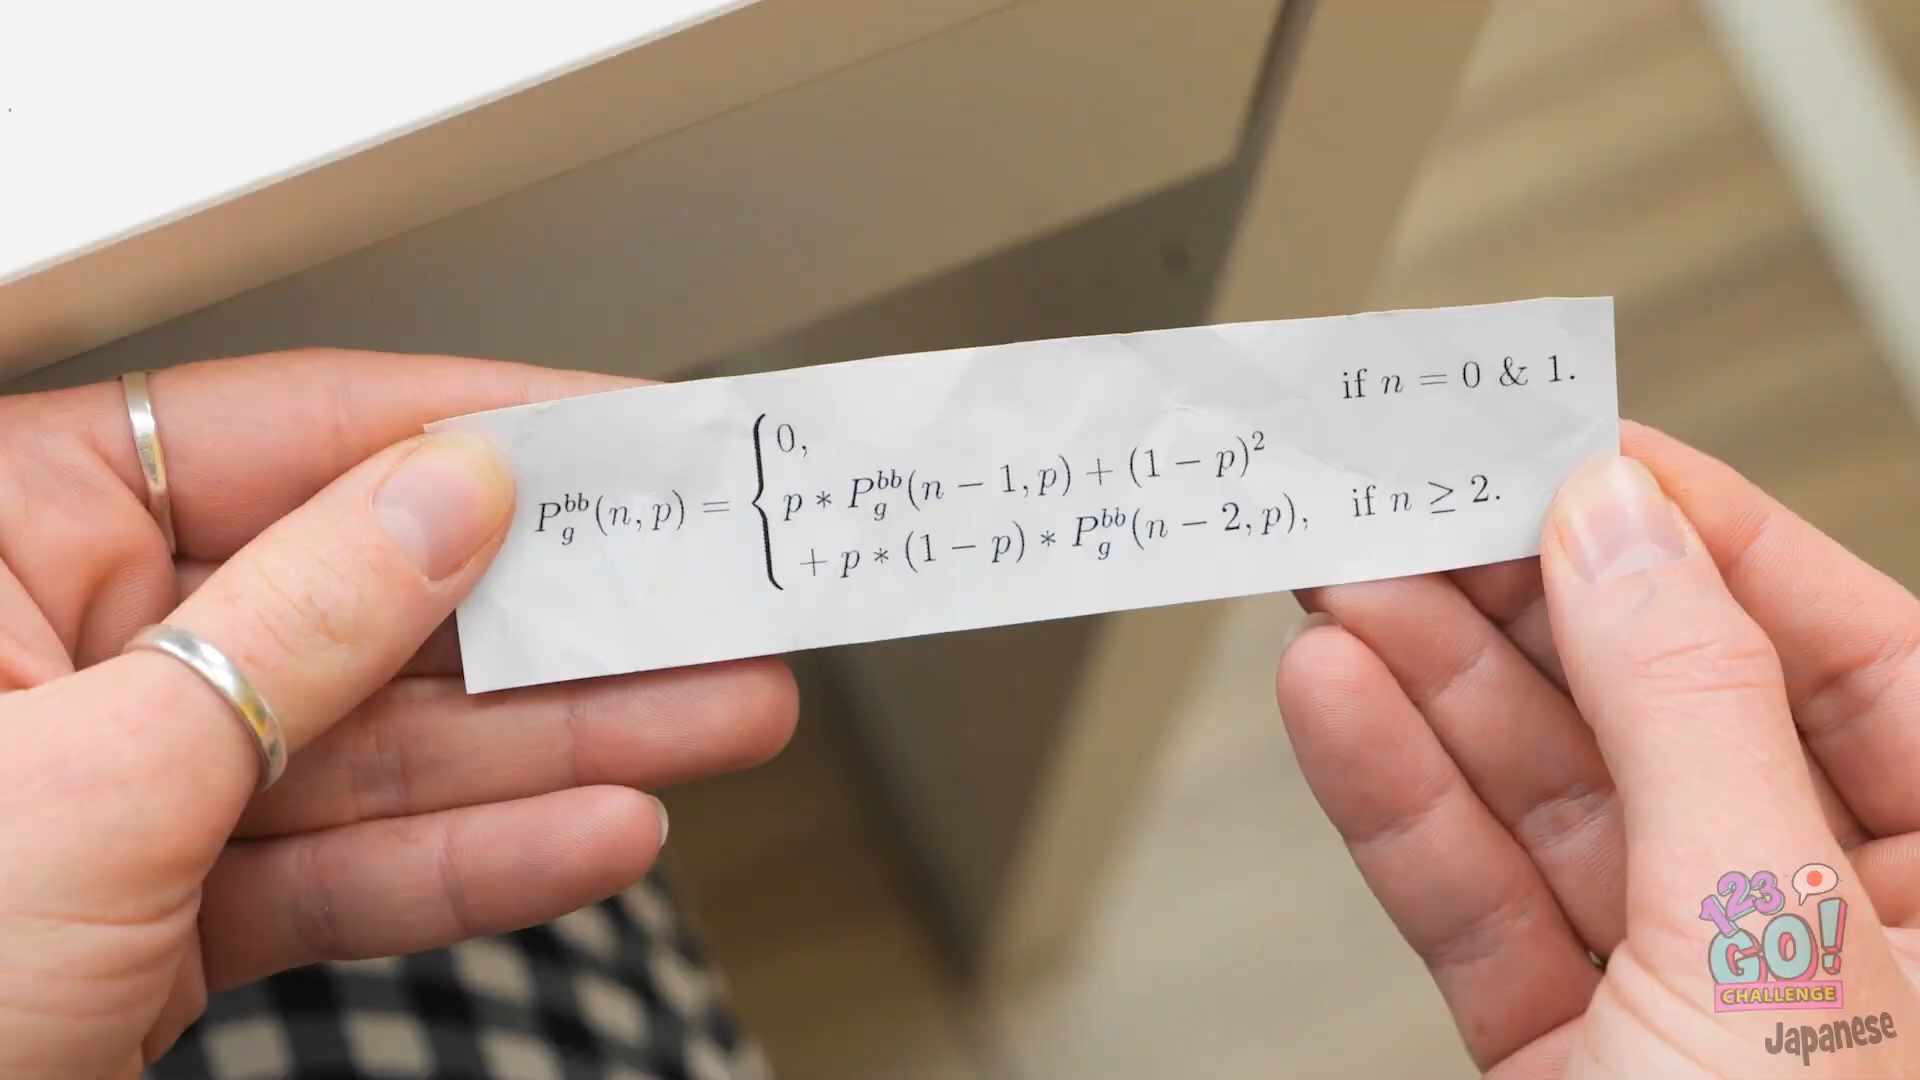 if n = 0 & 1.
0,
P_g^{bb}(n, p) = { p * P_g^{bb}(n − 1, p) + (1 − p)^2
+ p * (1 − p) * P_g^{bb}(n − 2, p), if n ≥ 2.
123
GO!
CHALLENGE
Japanese